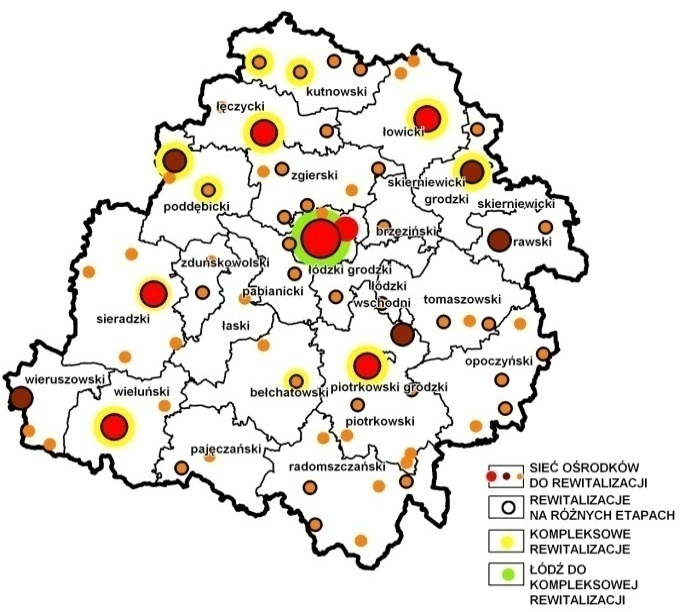 kutnowski
łęczycki
łowicki
zgierski
skierniewicki
grodzki
skierniewicki
poddębicki
brzeziński
rawski
zduńskowolski
łódzki grodzki
pabianicki
łódzki
wschodni
tomaszowski
sieradzki
łaski
opoczyński
wieruszowski
wieluński
bełchatowski
piotrkowski grodzki
piotrkowski
pajęczański
radomszczański
SIEĆ OŚRODKÓW
DO REWITALIZACJI
REWITALIZACJE
NA RÓŻNYCH ETAPACH
KOMPLEKSOWE
REWITALIZACJE
ŁÓDŹ DO
KOMPLEKSOWEJ
REWITALIZACJI